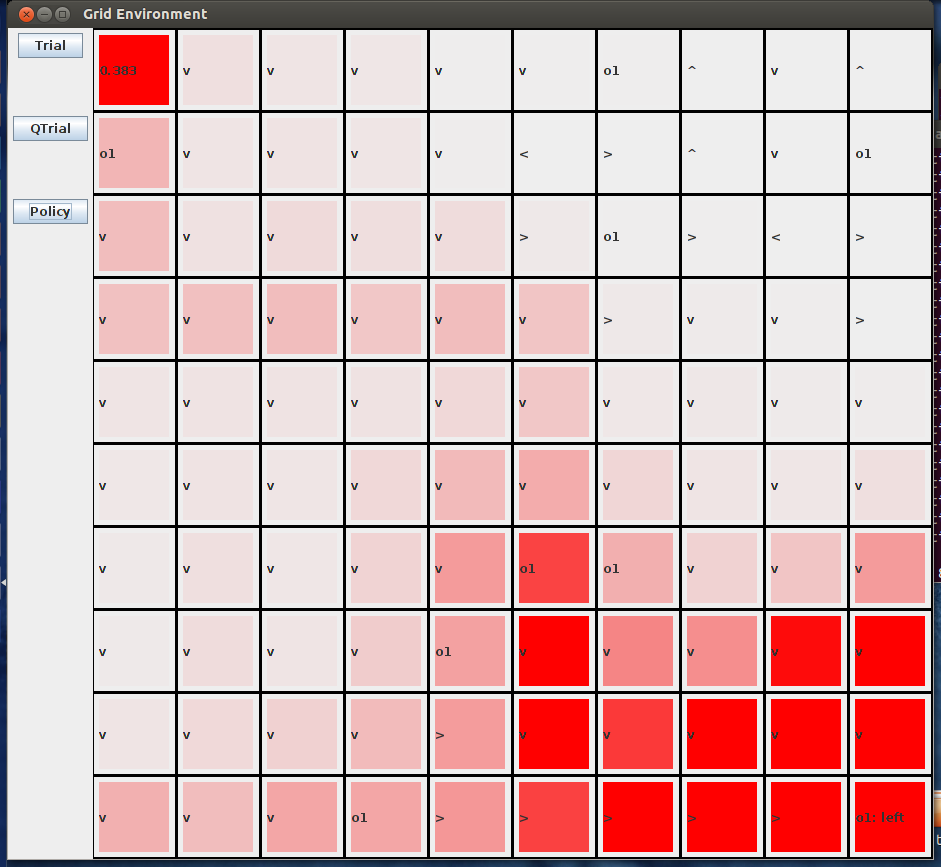 Grid Environment
Trial
0.383 v v v v v o1 ^ v ^
QTrial
o1 v v v v < > ^ v o1
Policy
v v v v v > o1 > < >
v v v v v v > v v >
v v v v v v v v v v
v v v v v v v v v v
v v v v v o1 o1 v v v
v v v v o1 v v v v v
v v v v > v v v v v
v v v o1 > > > > > o1: left